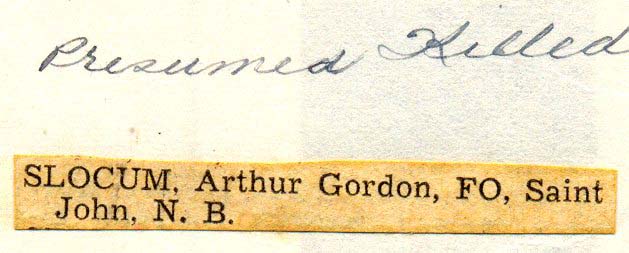 Presumed Killed
SLOCUM, Arthur Gordon, FO, Saint
John, N. B.